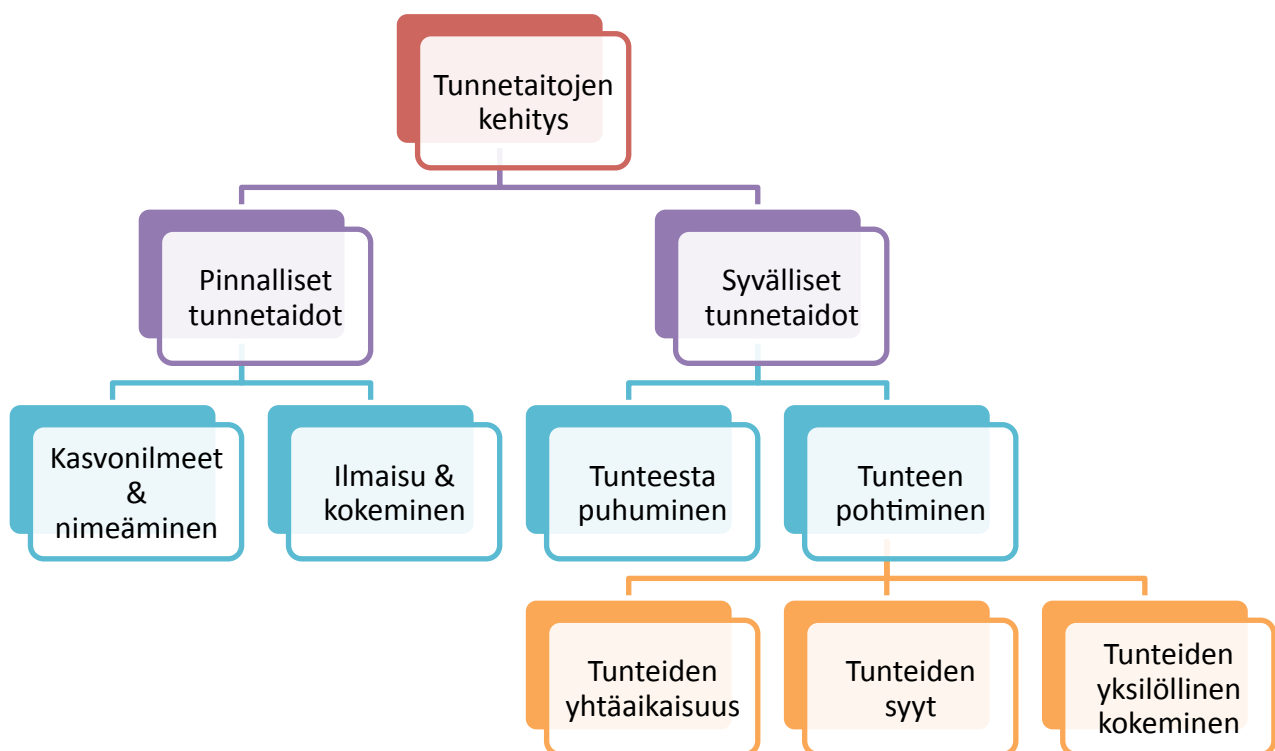 Tunnetaitojen
kehitys
Pinnalliset
tunnetaidot
Syvälliset
tunnetaidot
Kasvonilmeet
&
nimeäminen
Ilmaisu &
kokeminen
Tunteesta
puhuminen
Tunteen
pohtiminen
Tunteiden
yhtäaikaisuus
Tunteiden
syyt
Tunteiden
yksilöllinen
kokeminen